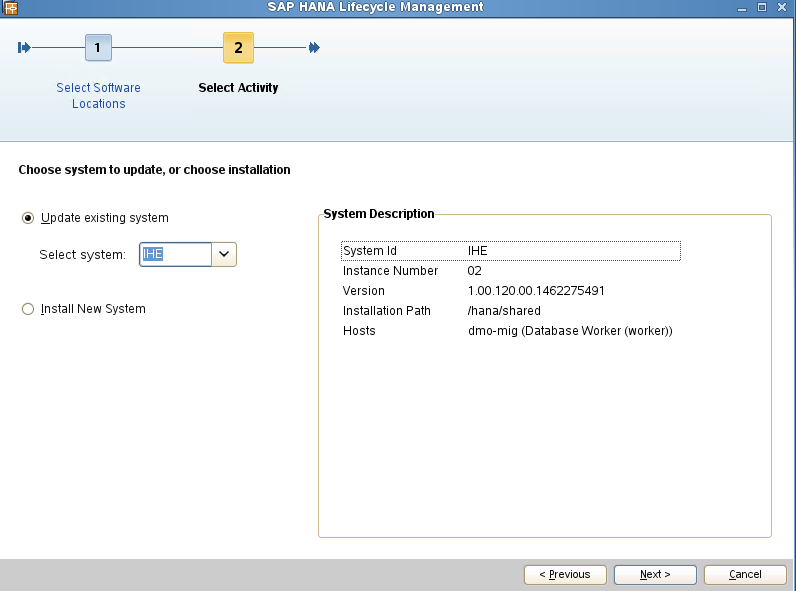 SAP HANA Lifecycle Management
1
2
Select Software
Locations
Select Activity
Choose system to update, or choose installation
Update existing system
Select system: IHE
Install New System
System Description
System Id IHE
Instance Number 02
Version 1.00.120.00.1462275491
Installation Path /hana/shared
Hosts dmo-mig (Database Worker (worker))
< Previous
Next >
Cancel